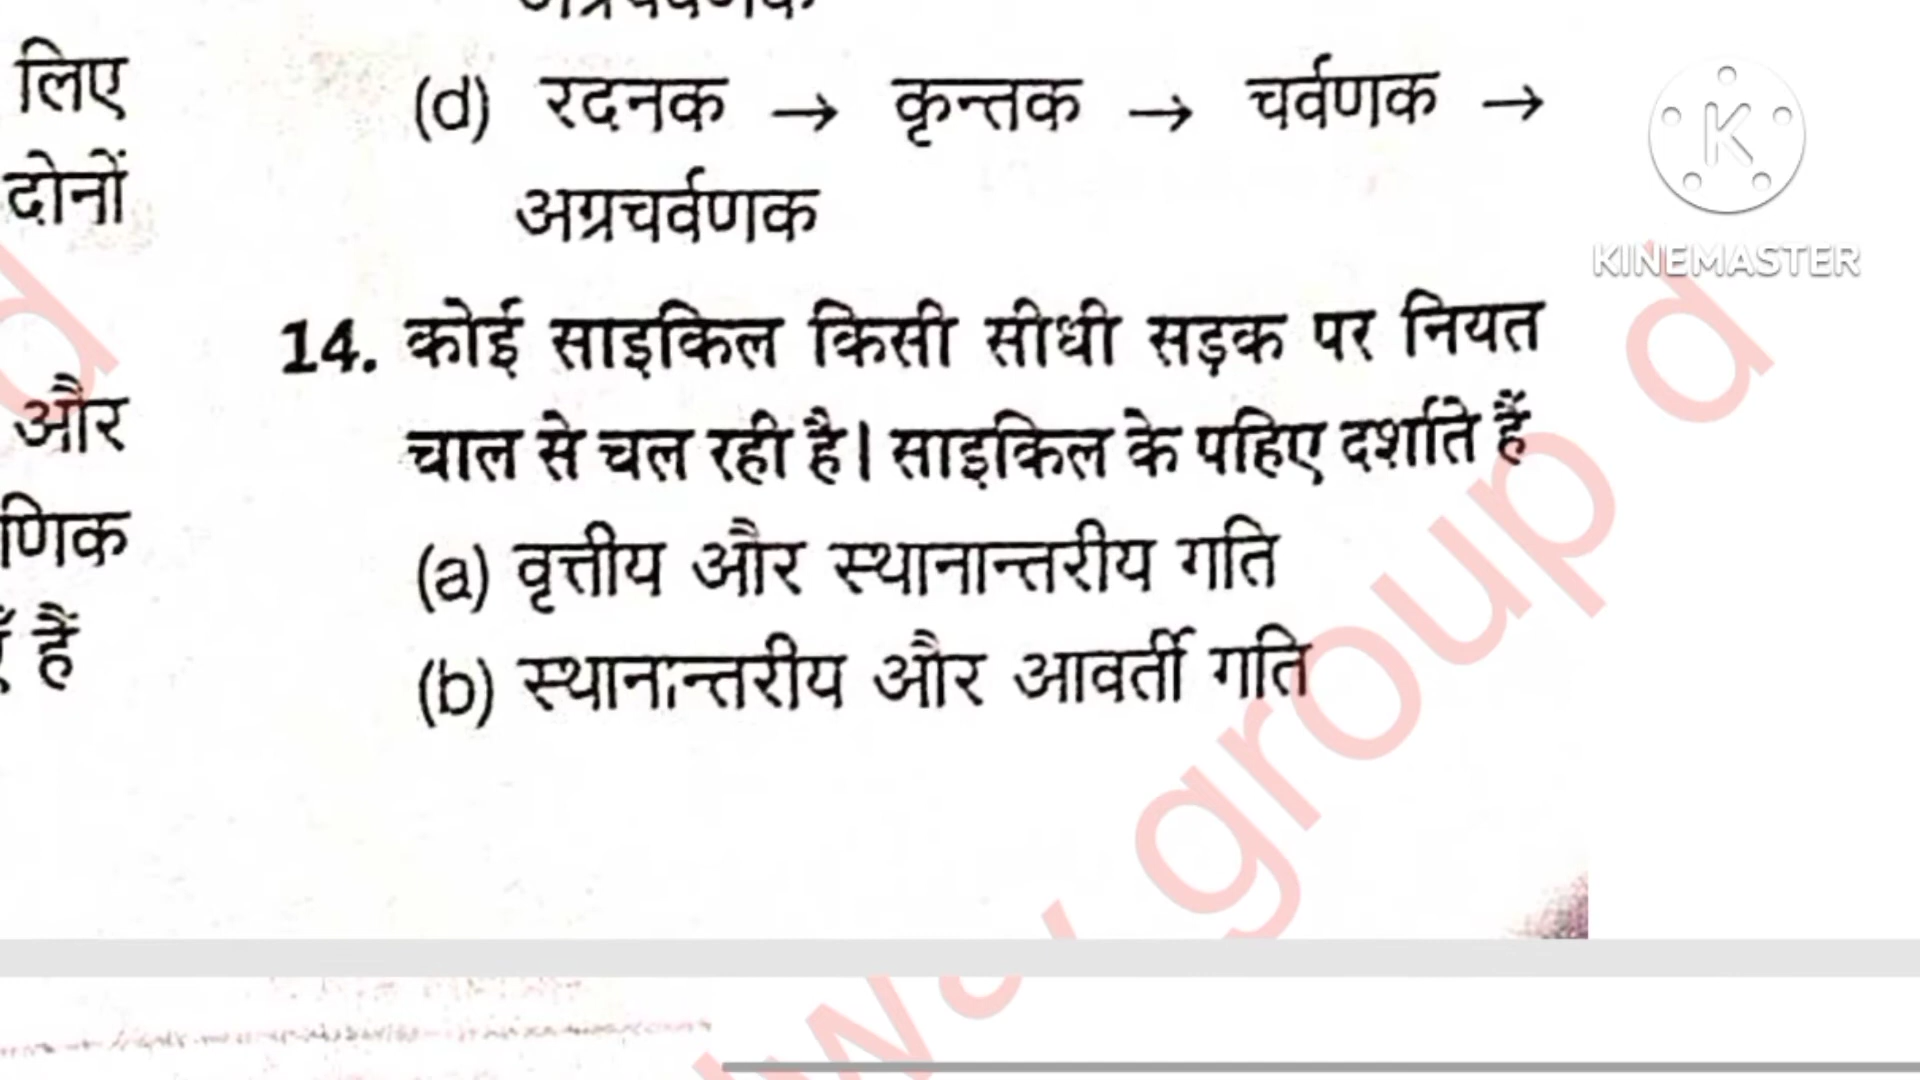 लिए
दोनों
और
णिक
हैं
(d) रदनक → कृन्तक → चर्वणक →
अग्रचर्वणक
14. कोई साइकिल किसी सीधी सड़क पर नियत
चाल से चल रही है। साइकिल के पहिए दर्शाते हैं
(a) वृत्तीय और स्थानान्तरीय गति
(b) स्थानान्तरीय और आवर्ती गति
K
KINEMASTER
group d